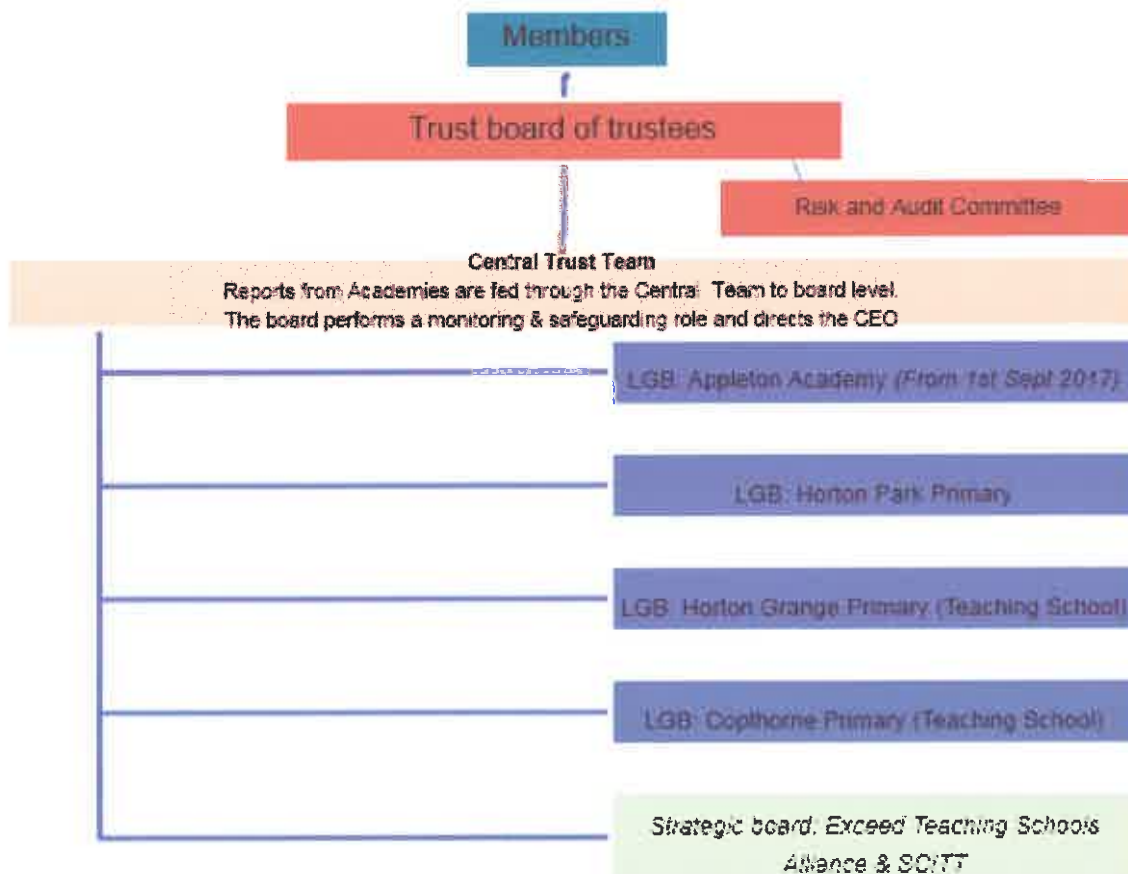 Members
Trust board of trustees
Risk and Audit Committee
Central Trust Team
Reports from Academies are fed through the Central Team to board level.
The board performs a monitoring & safeguarding role and directs the CEO
LGB: Appleton Academy (From 1st Sept 2017)
LGB: Horton Park Primary
LGB: Horton Grange Primary (Teaching School)
LGB: Copthorne Primary (Teaching School)
Strategic board: Exceed Teaching Schools
Alliance & SCITT